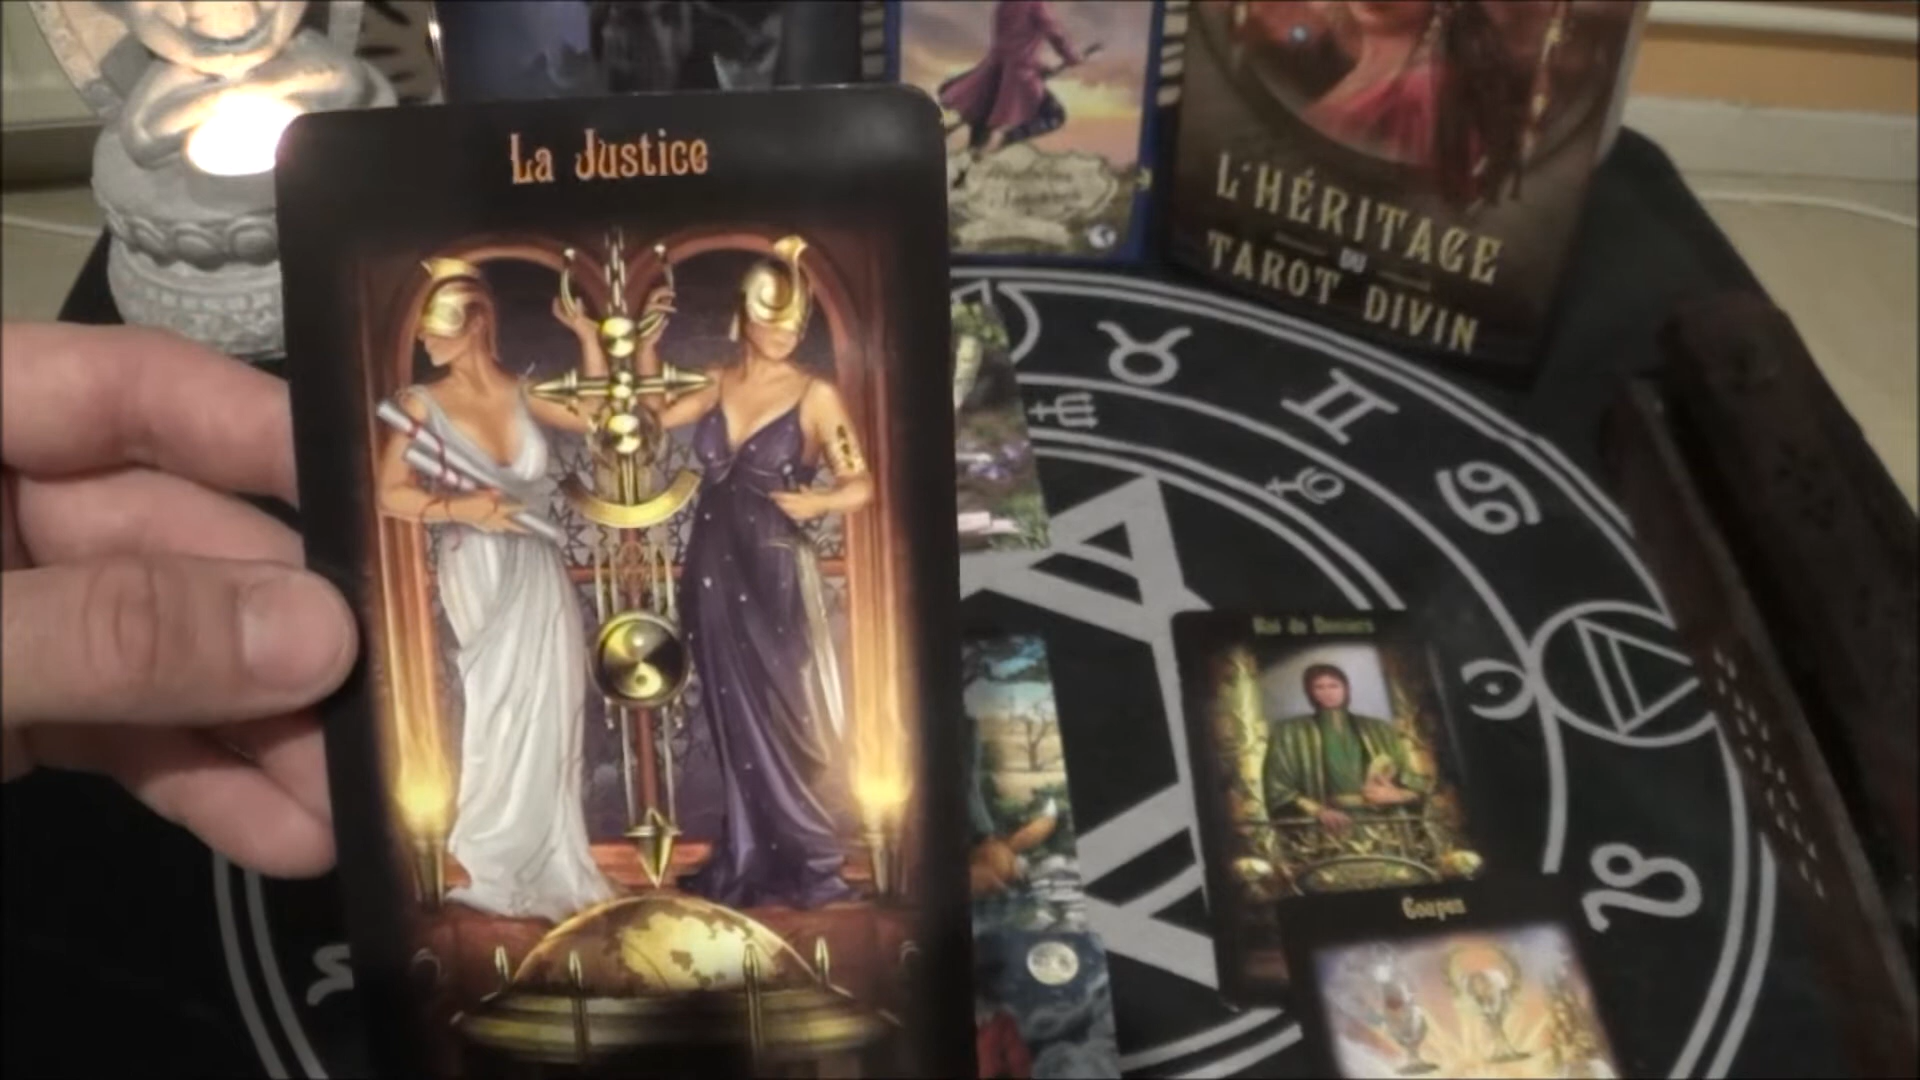 La Justice
L'HÉRITAGE
DU
TAROT DIVIN
Roi de Deniers
Coupes